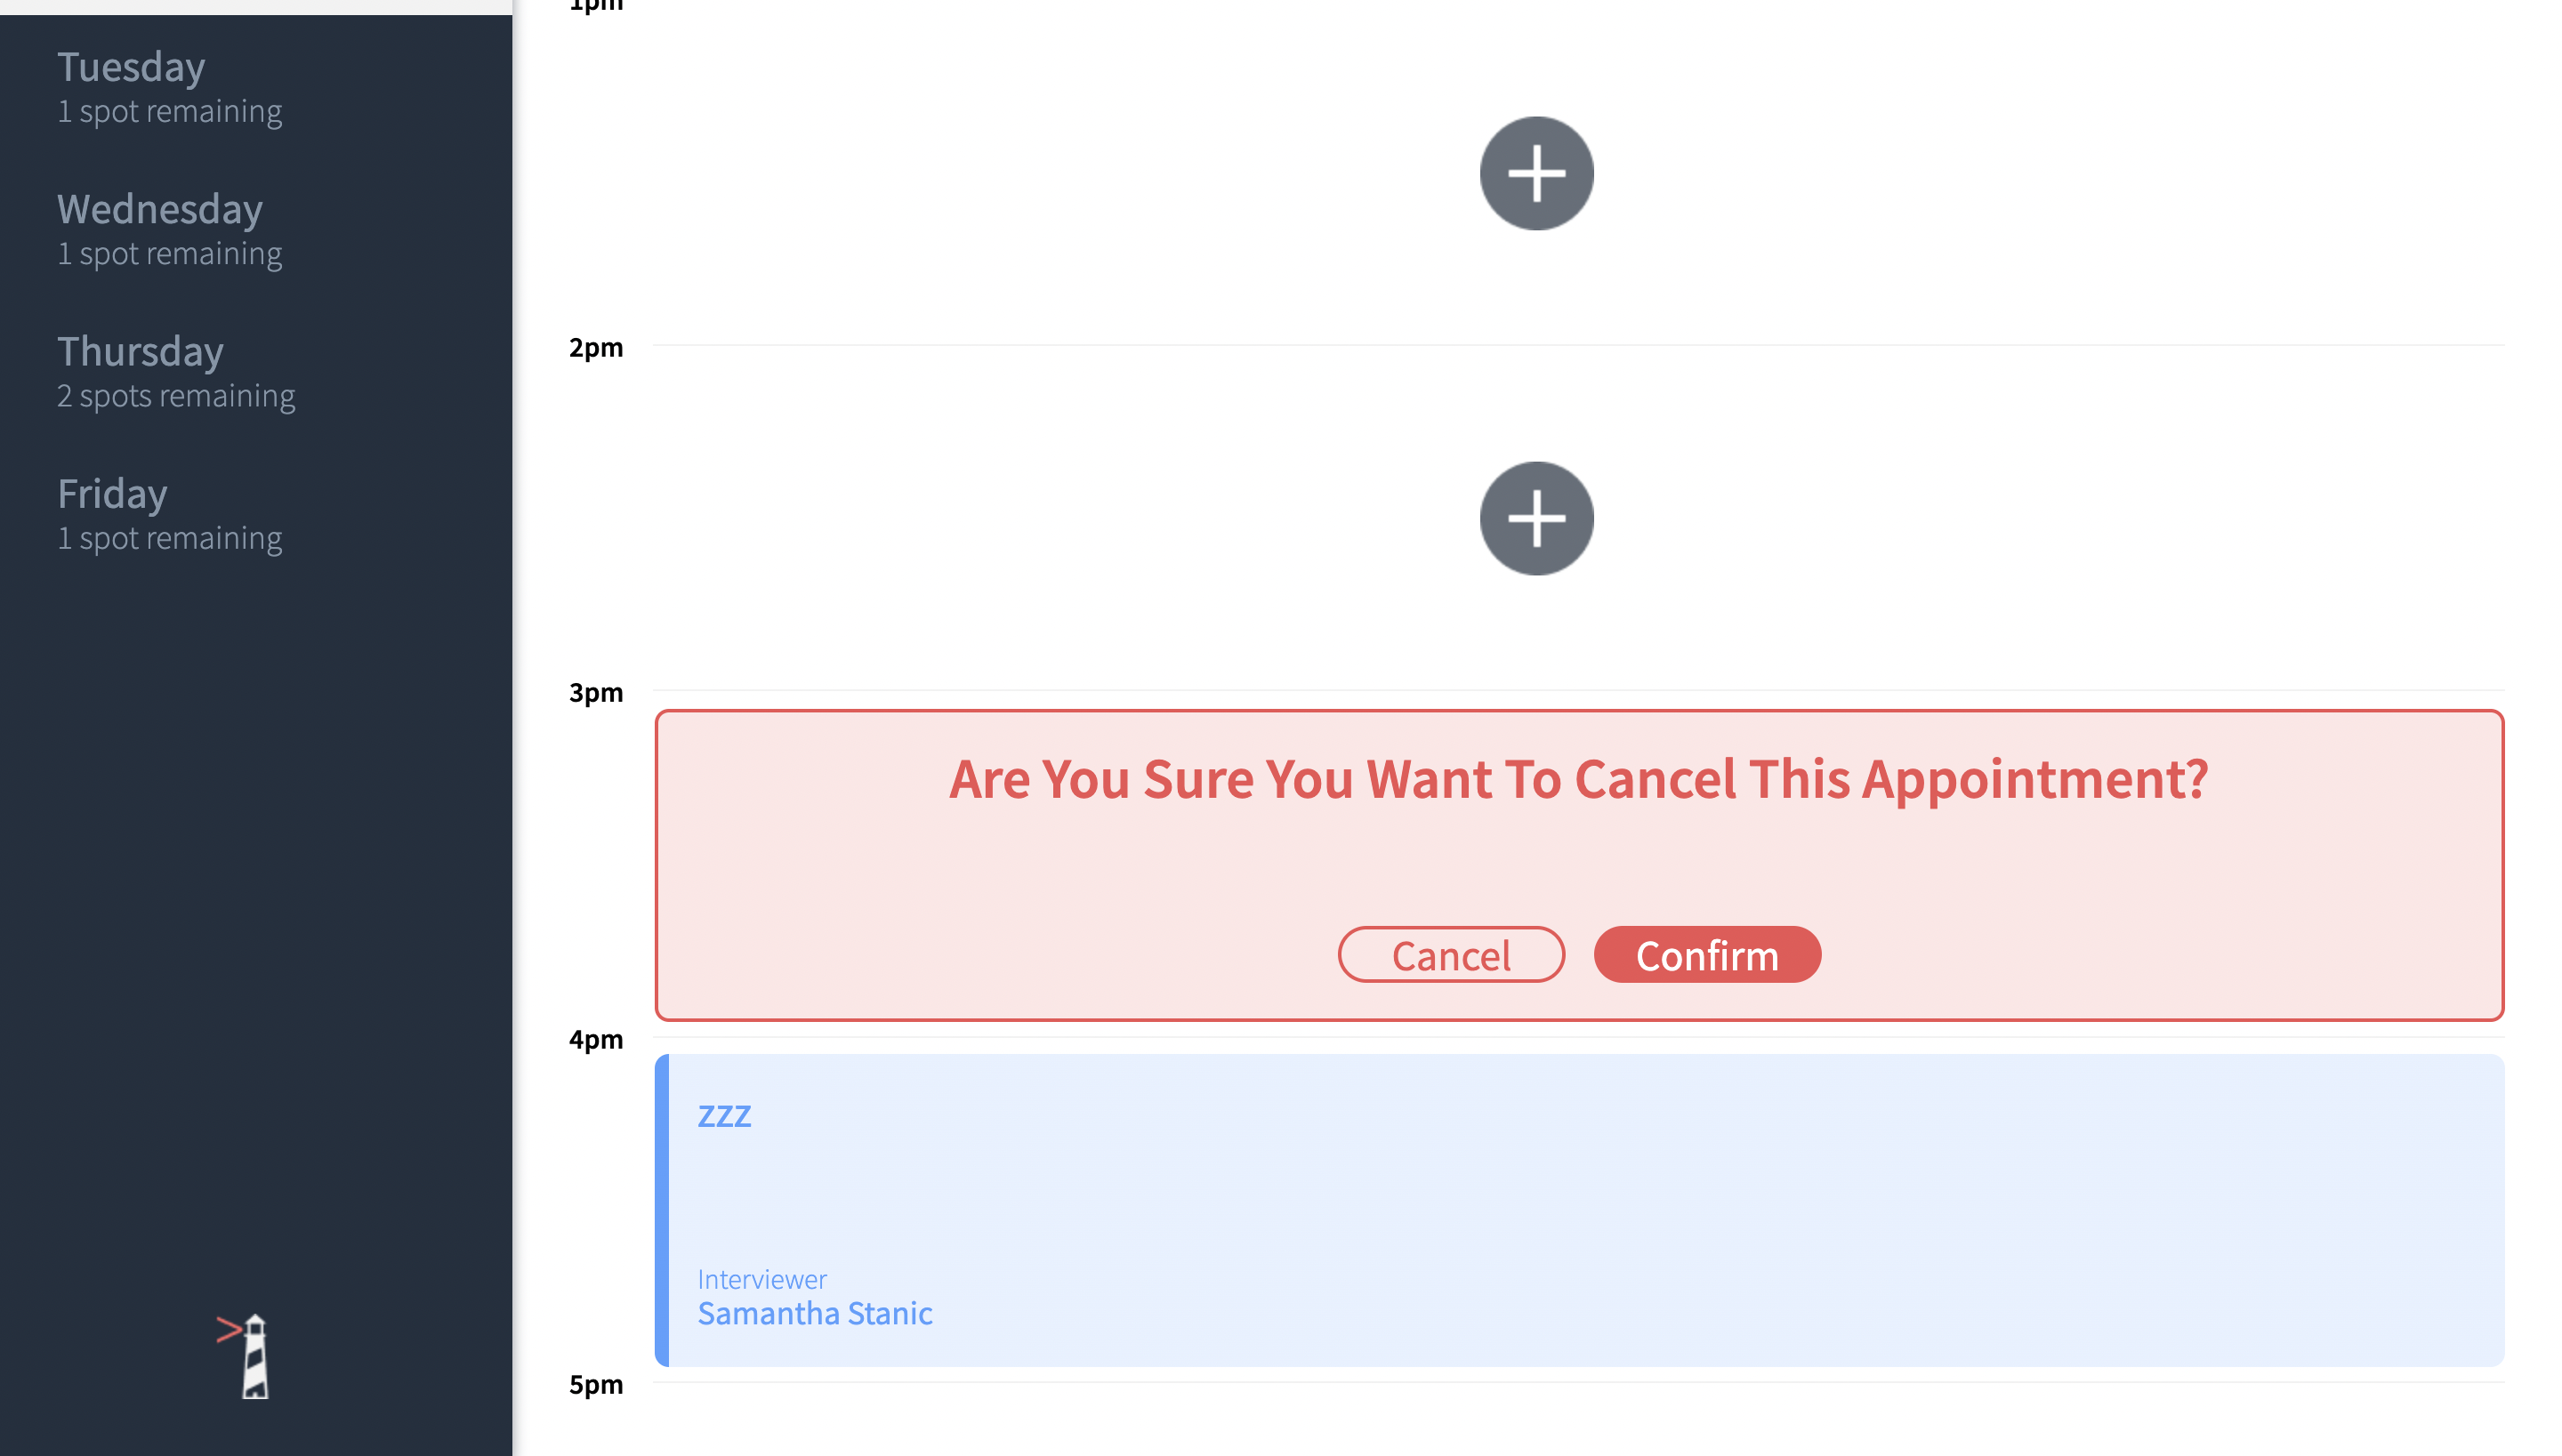 Tuesday
1 spot remaining
Wednesday
1 spot remaining
Thursday
2 spots remaining
Friday
1 spot remaining
1pm
2pm
3pm
Are You Sure You Want To Cancel This Appointment?
Cancel Confirm
4pm
zzz
Interviewer
Samantha Stanic
5pm